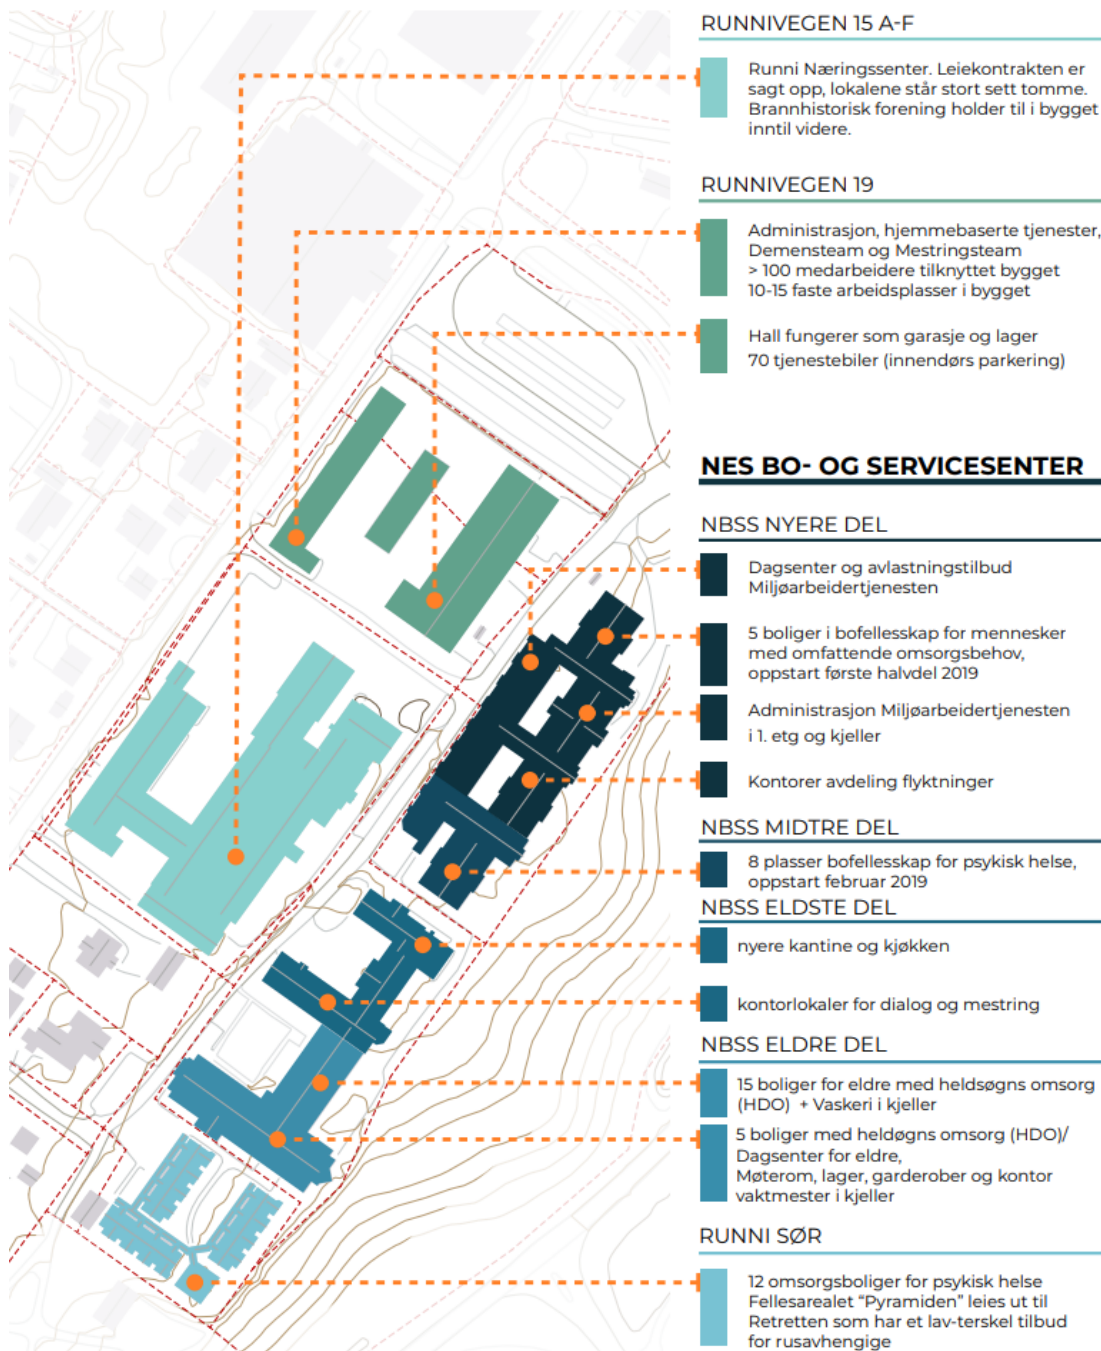 RUNNIVEGEN 15 A-F
Runni Næringssenter. Leiekontrakten er
sagt opp, lokalene står stort sett tomme.
Brannhistorisk forening holder til i bygget
inntil videre.
RUNNIVEGEN 19
Administrasjon, hjemmebaserte tjenester,
Demensteam og Mestringsteam
> 100 medarbeidere tilknyttet bygget
10-15 faste arbeidsplasser i bygget
Hall fungerer som garasje og lager
70 tjenestebiler (innendørs parkering)
NES BO- OG SERVICESENTER
NBSS NYERE DEL
Dagsenter og avlastningstilbud
Miljøarbeidertjenesten
5 boliger i bofellesskap for mennesker
med omfattende omsorgsbehov,
oppstart første halvdel 2019
Administrasjon Miljøarbeidertjenesten
i 1. etg og kjeller
Kontorer avdeling flyktninger
NBSS MIDTRE DEL
8 plasser bofellesskap for psykisk helse,
oppstart februar 2019
NBSS ELDSTE DEL
nyere kantine og kjøkken
kontorlokaler for dialog og mestring
NBSS ELDRE DEL
15 boliger for eldre med heldsøgns omsorg
(HDO) + Vaskeri i kjeller
5 boliger med heldøgns omsorg (HDO)/
Dagsenter for eldre,
Møterom, lager, garderober og kontor
vaktmester i kjeller
RUNNI SØR
12 omsorgsboliger for psykisk helse
Fellesarealet “Pyramiden” leies ut til
Retretten som har et lav-terskel tilbud
for rusavhengige